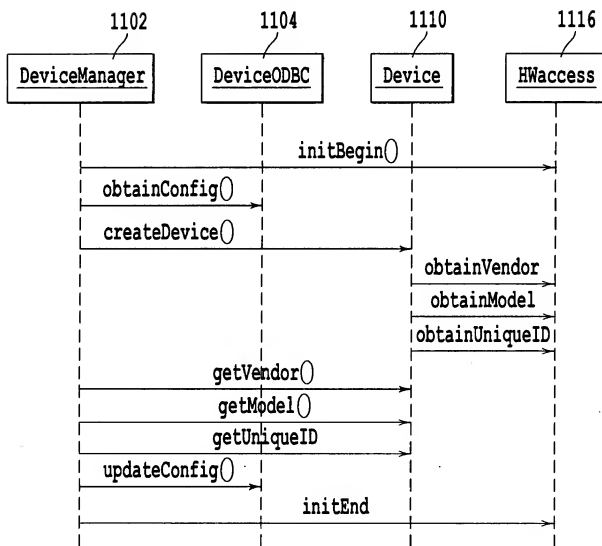 1102
1104
1110
1116
DeviceManager
DeviceODBC
Device
HWaccess
initBegin()
obtainConfig()
createDevice()
obtainVendor
obtainModel
obtainUniqueID
getVendor()
getModel()
getUniqueID
updateConfig()
initEnd